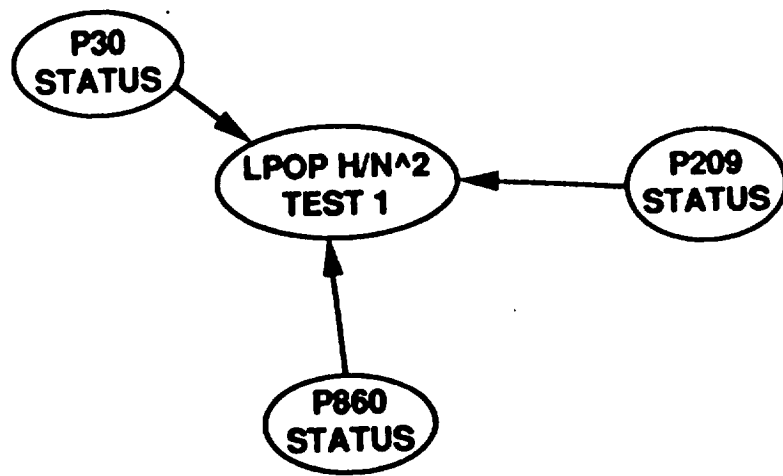 P30
STATUS
LPOP H/N^2
TEST 1
P209
STATUS
P860
STATUS